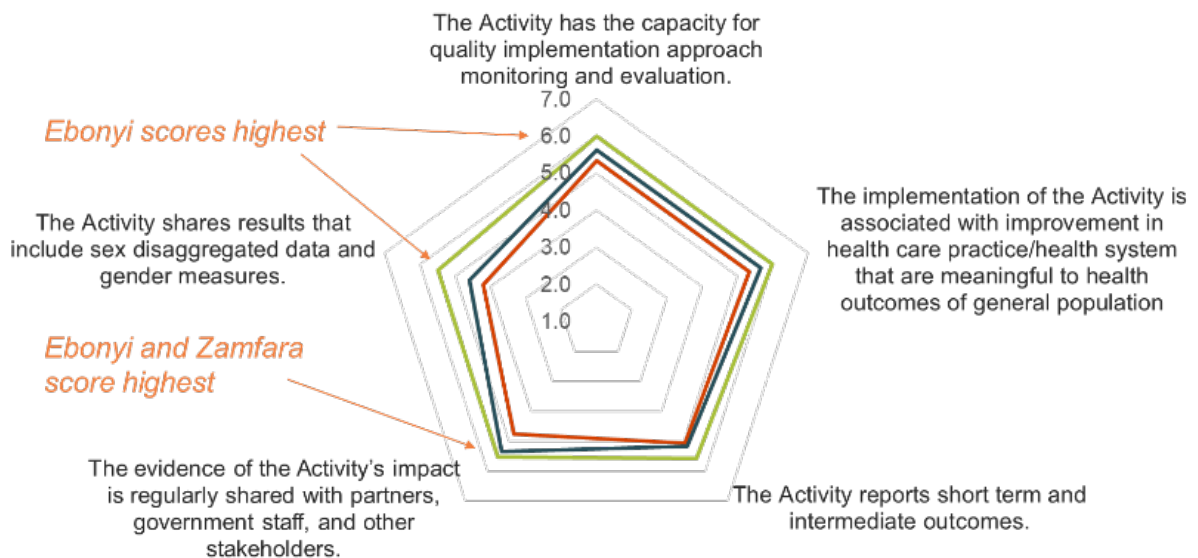 The Activity has the capacity for
quality implementation approach
monitoring and evaluation.
7.0
6.0
5.0
4.0
3.0
2.0
1.0
Ebonyi scores highest
The Activity shares results that
include sex disaggregated data and
gender measures.
The implementation of the Activity is
associated with improvement in
health care practice/health system
that are meaningful to health
outcomes of general population
Ebonyi and Zamfara
score highest
The evidence of the Activity’s impact
is regularly shared with partners,
government staff, and other
stakeholders.
The Activity reports short term and
intermediate outcomes.